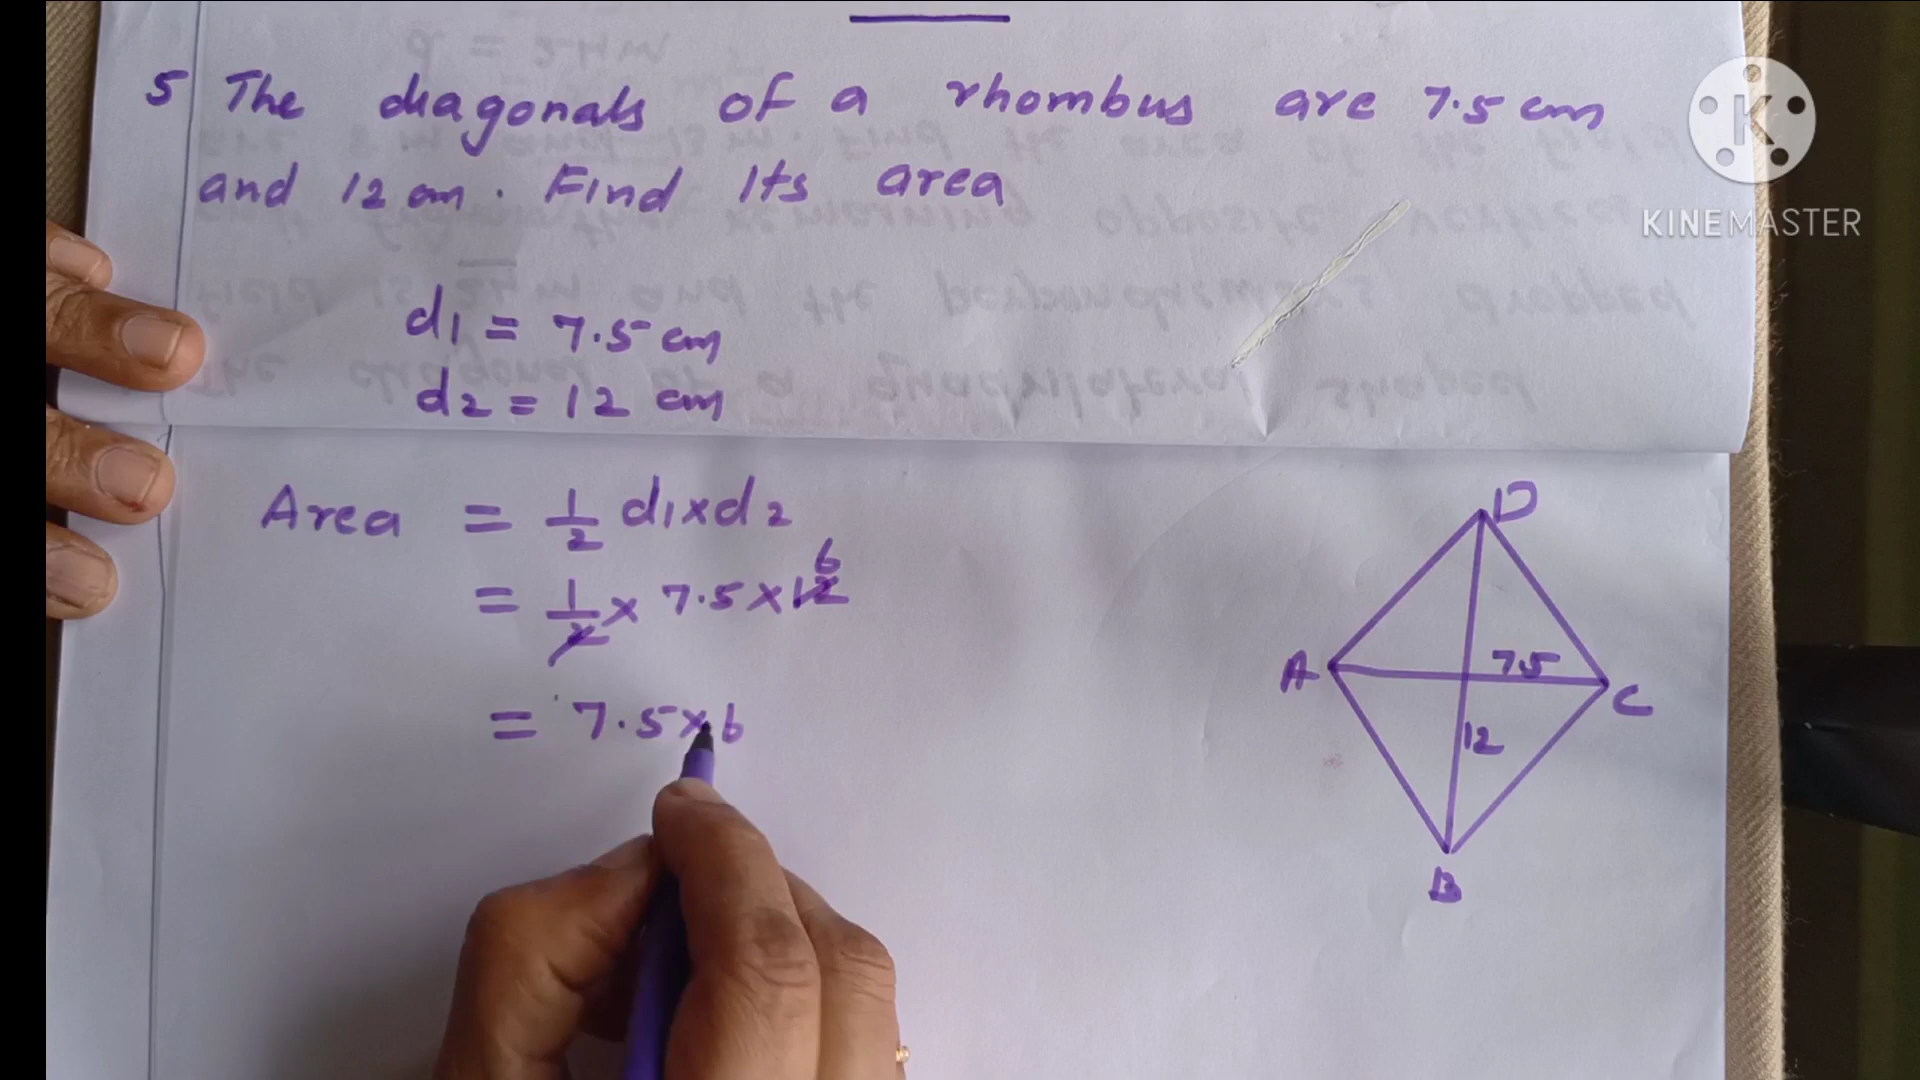 5 The diagonals of a rhombus are 7.5 cm
and 12 cm. Find Its area
d1 = 7.5 cm
d2 = 12 cm
Area = 1/2 d1 x d2
= 1/2 x 7.5 x 12 6
= 7.5 x 6
D
A
7.5
C
12
B
K
KINEMASTER